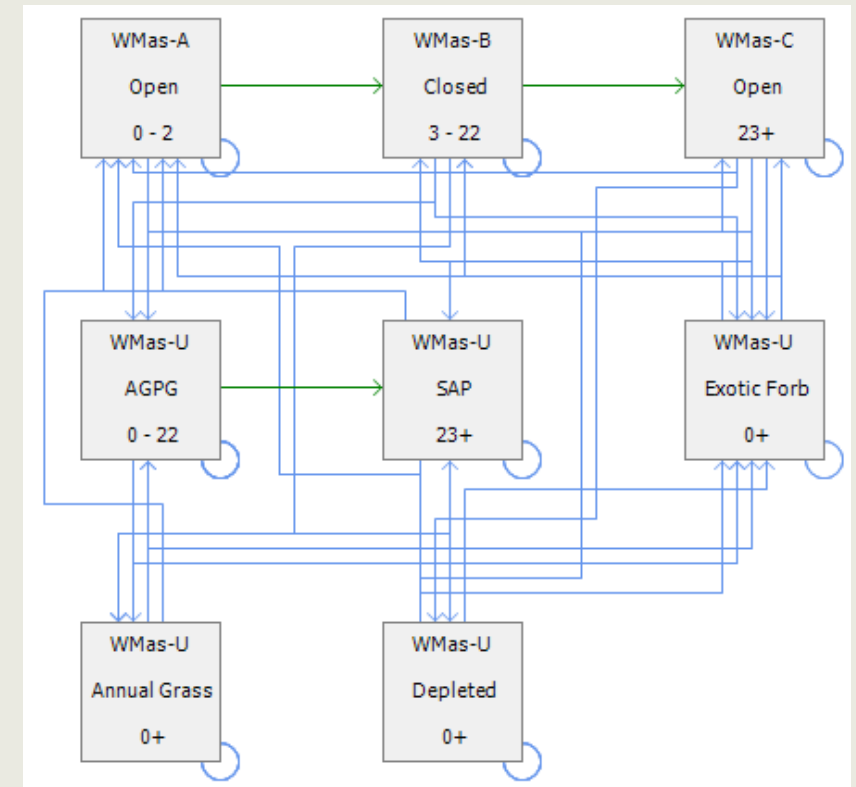 WMas-A
Open
0 - 2
WMas-B
Closed
3 - 22
WMas-C
Open
23+
WMas-U
AGPG
0 - 22
WMas-U
SAP
23+
WMas-U
Exotic Forb
0+
WMas-U
Annual Grass
0+
WMas-U
Depleted
0+